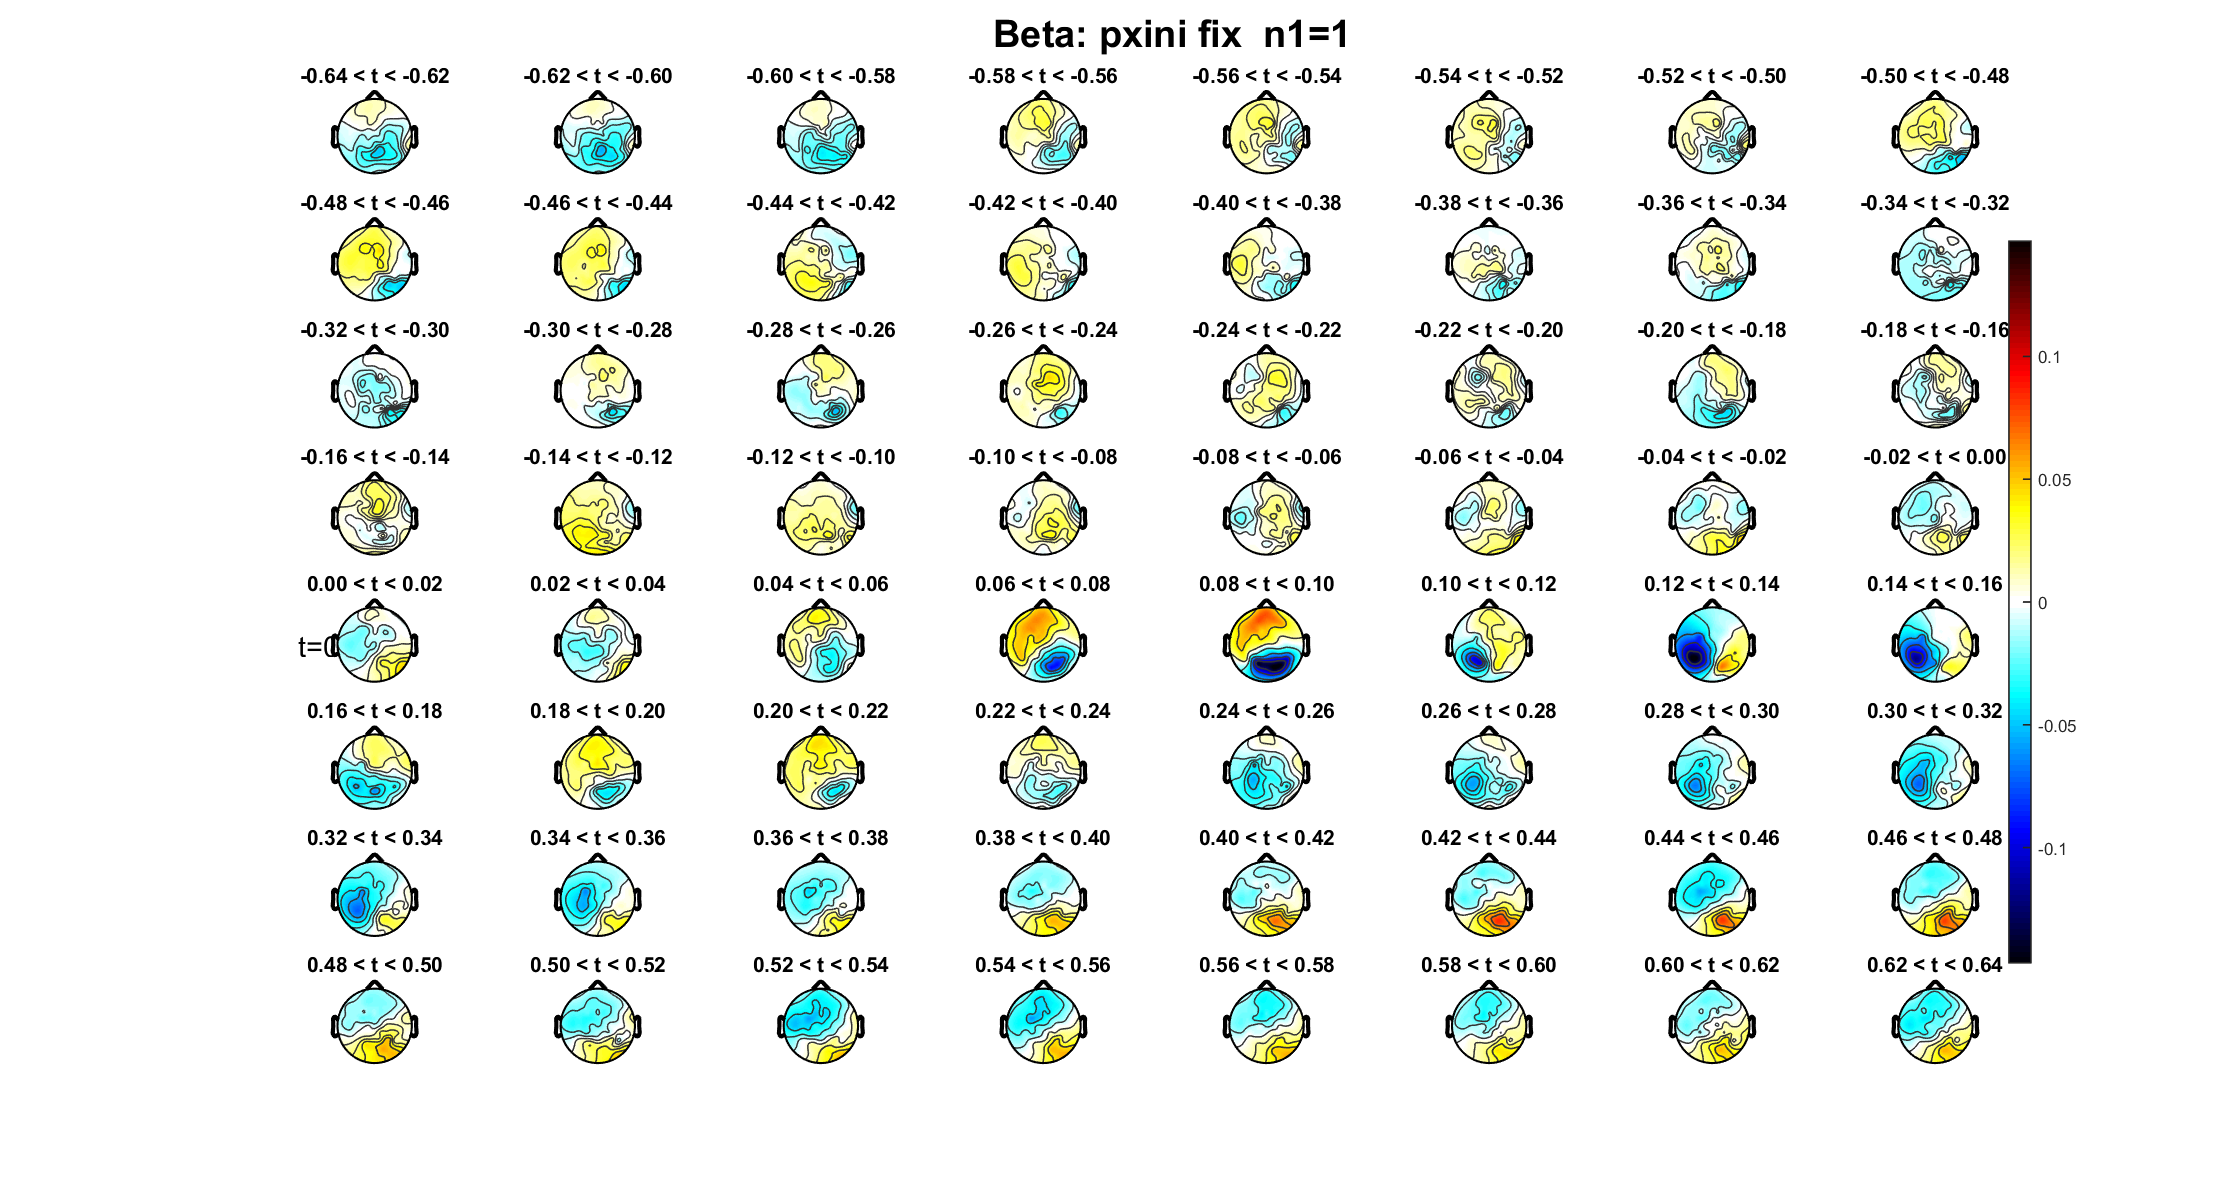 Beta: pxini fix  n1=1
-0.64 < t < -0.62 -0.62 < t < -0.60 -0.60 < t < -0.58 -0.58 < t < -0.56 -0.56 < t < -0.54 -0.54 < t < -0.52 -0.52 < t < -0.50 -0.50 < t < -0.48
-0.48 < t < -0.46 -0.46 < t < -0.44 -0.44 < t < -0.42 -0.42 < t < -0.40 -0.40 < t < -0.38 -0.38 < t < -0.36 -0.36 < t < -0.34 -0.34 < t < -0.32
-0.32 < t < -0.30 -0.30 < t < -0.28 -0.28 < t < -0.26 -0.26 < t < -0.24 -0.24 < t < -0.22 -0.22 < t < -0.20 -0.20 < t < -0.18 -0.18 < t < -0.16
0.1
-0.16 < t < -0.14 -0.14 < t < -0.12 -0.12 < t < -0.10 -0.10 < t < -0.08 -0.08 < t < -0.06 -0.06 < t < -0.04 -0.04 < t < -0.02 -0.02 < t < 0.00
0.05
0.00 < t < 0.02 0.02 < t < 0.04 0.04 < t < 0.06 0.06 < t < 0.08 0.08 < t < 0.10 0.10 < t < 0.12 0.12 < t < 0.14 0.14 < t < 0.16
0
t=0
0.16 < t < 0.18 0.18 < t < 0.20 0.20 < t < 0.22 0.22 < t < 0.24 0.24 < t < 0.26 0.26 < t < 0.28 0.28 < t < 0.30 0.30 < t < 0.32
-0.05
0.32 < t < 0.34 0.34 < t < 0.36 0.36 < t < 0.38 0.38 < t < 0.40 0.40 < t < 0.42 0.42 < t < 0.44 0.44 < t < 0.46 0.46 < t < 0.48
-0.1
0.48 < t < 0.50 0.50 < t < 0.52 0.52 < t < 0.54 0.54 < t < 0.56 0.56 < t < 0.58 0.58 < t < 0.60 0.60 < t < 0.62 0.62 < t < 0.64